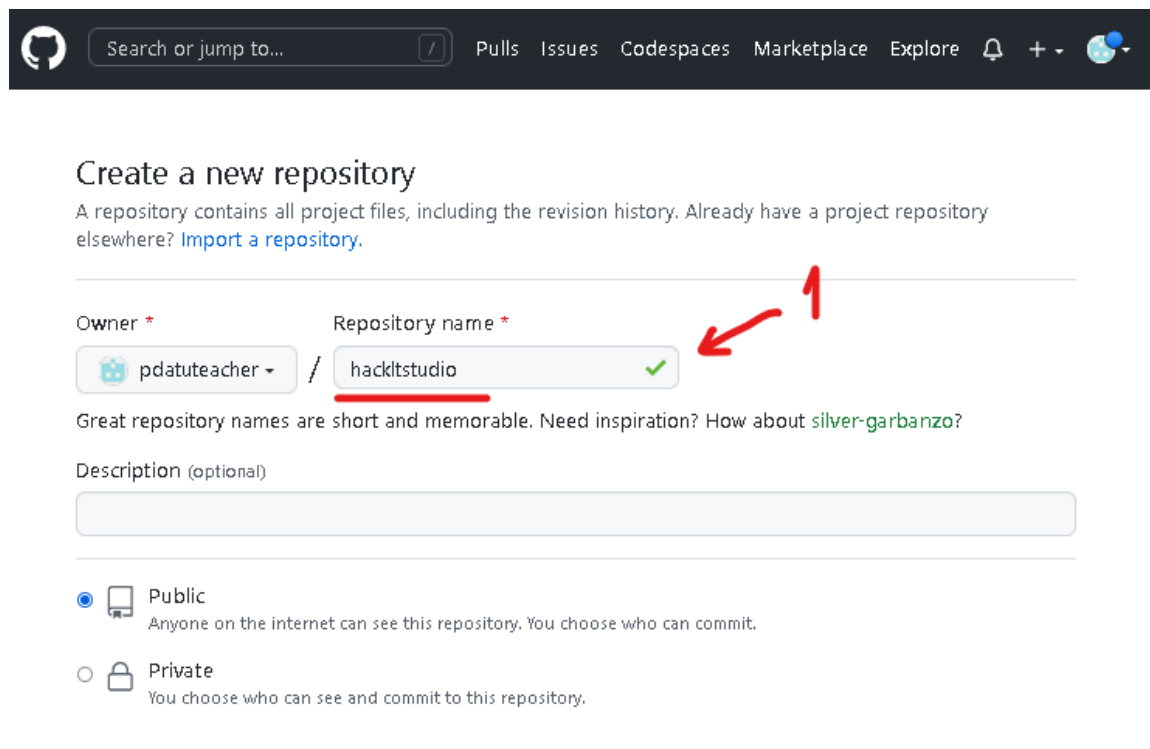 Search or jump to... / Pulls Issues Codespaces Marketplace Explore
Create a new repository
A repository contains all project files, including the revision history. Already have a project repository
elsewhere? Import a repository.
1
Owner * Repository name *
pdatuteacher / hackltstudio
Great repository names are short and memorable. Need inspiration? How about silver-garbanzo?
Description (optional)
Public
Anyone on the internet can see this repository. You choose who can commit.
Private
You choose who can see and commit to this repository.